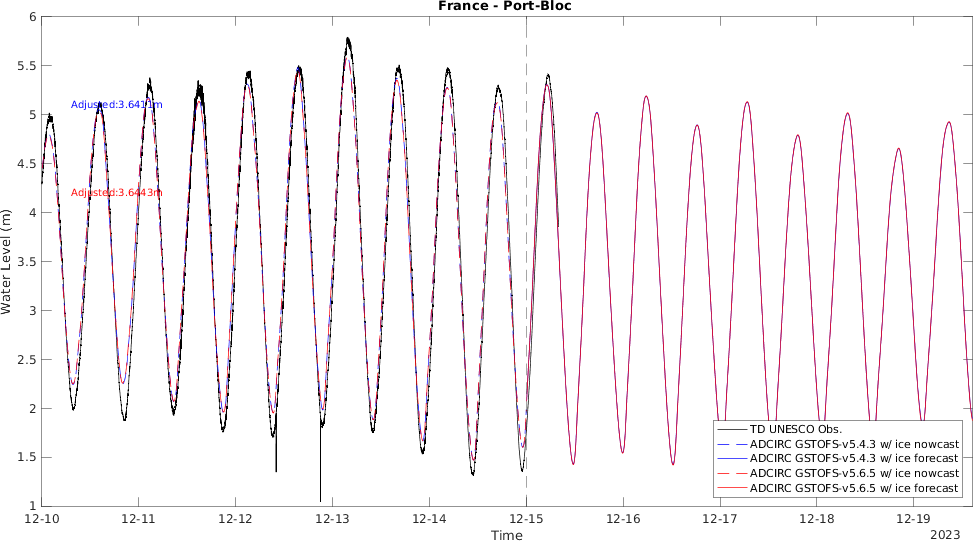 France - Port-Bloc
6
5.5
5
4.5
4
3.5
3
2.5
2
1.5
1
Water Level (m)
Adjusted:3.6411m
Adjusted:3.6443m
TD UNESCO Obs.
ADCIRC GSTOFS-v5.4.3 w/ ice nowcast
ADCIRC GSTOFS-v5.4.3 w/ ice forecast
ADCIRC GSTOFS-v5.6.5 w/ ice nowcast
ADCIRC GSTOFS-v5.6.5 w/ ice forecast
12-10 12-11 12-12 12-13 12-14 12-15 12-16 12-17 12-18 12-19
Time
2023